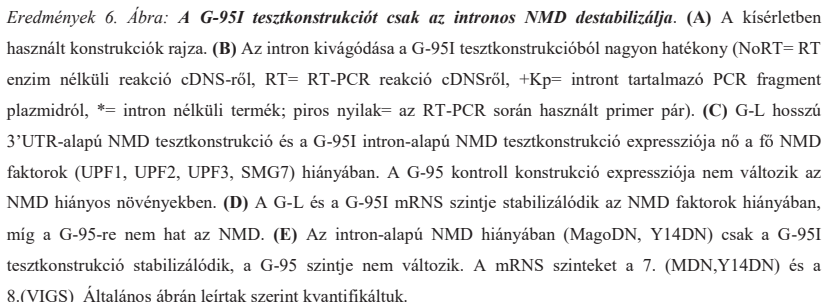 Eredmények 6. Ábra: A G-95I tesztkonstrukciót csak az intronos NMD destabilizálja. (A) A kísérletben
használt konstrukciók rajza. (B) Az intron kivágódása a G-95I tesztkonstrukcióból nagyon hatékony (NoRT= RT
enzim nélküli reakció cDNS-ről, RT= RT-PCR reakció cDNSről, +Kp= intront tartalmazó PCR fragment
plazmidról, *= intron nélküli termék; piros nyilak= az RT-PCR során használt primer pár). (C) G-L hosszú
3’UTR-alapú NMD tesztkonstrukció és a G-95I intron-alapú NMD tesztkonstrukció expressziója nő a fő NMD
faktorok (UPF1, UPF2, UPF3, SMG7) hiányában. A G-95 kontroll konstrukció expressziója nem változik az
NMD hiányos növényekben. (D) A G-L és a G-95I mRNS szintje stabilizálódik az NMD faktorok hiányában,
míg a G-95-re nem hat az NMD. (E) Az intron-alapú NMD hiányában (MagoDN, Y14DN) csak a G-95I
tesztkonstrukció stabilizálódik, a G-95 szintje nem változik. A mRNS szinteket a 7. (MDN,Y14DN) és a
8.(VIGS) Általános ábrán leírtak szerint kvantifikáltuk.